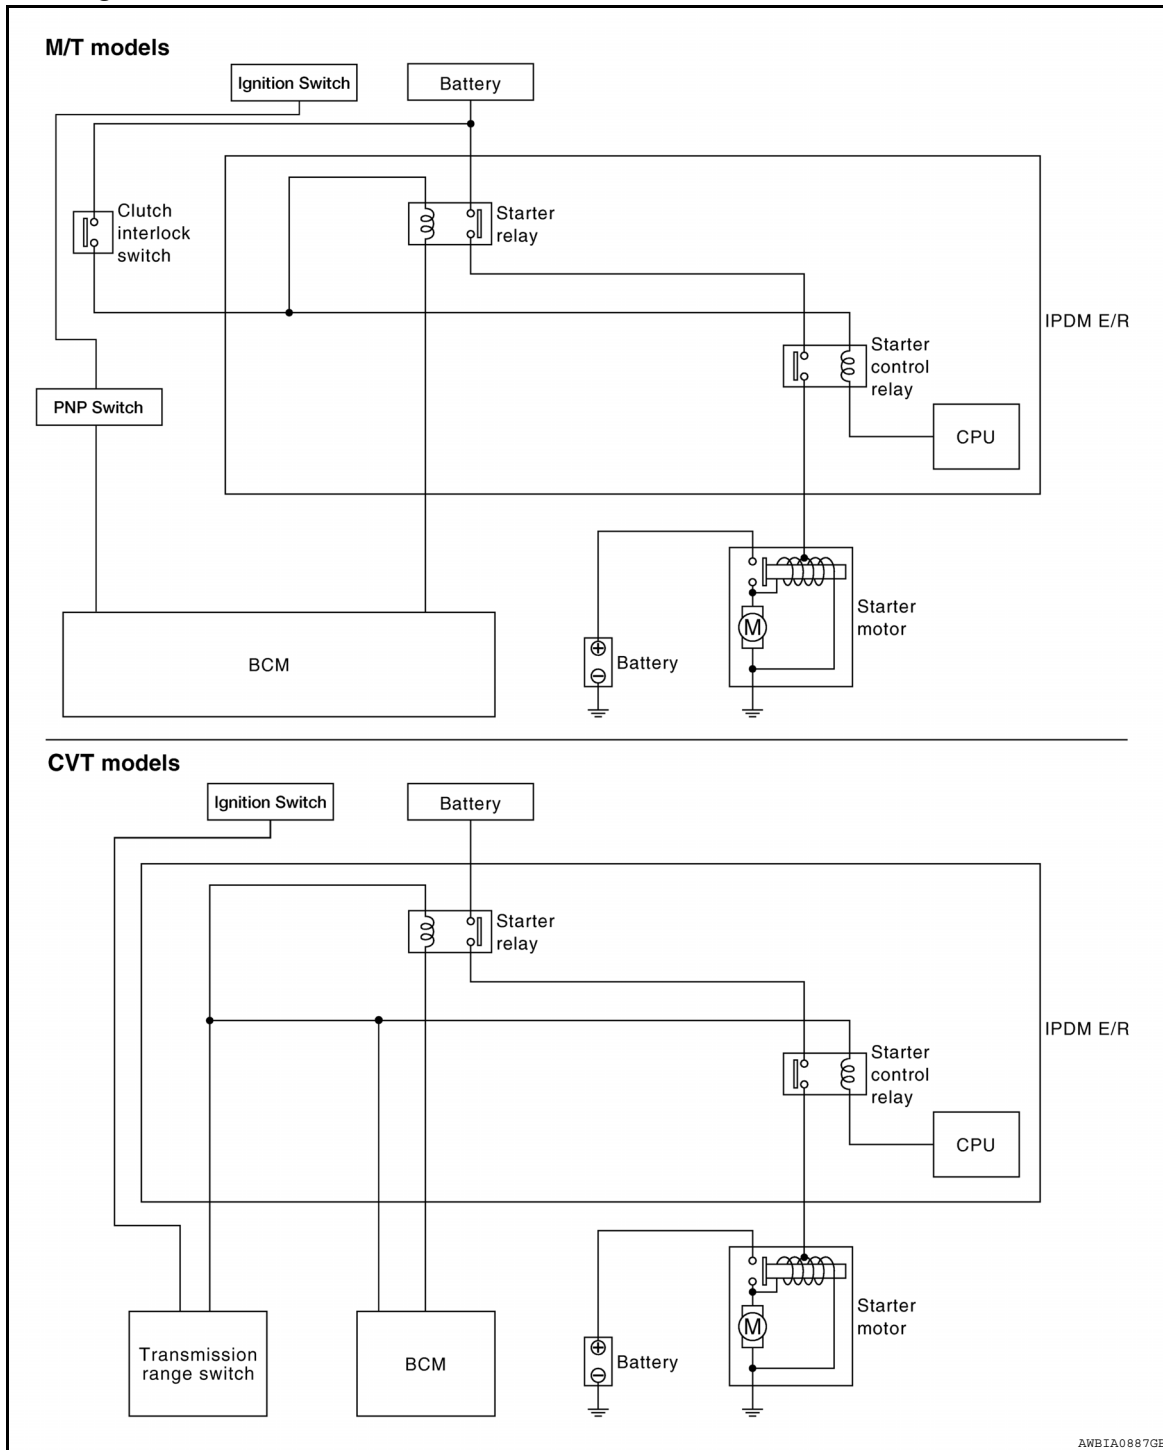 M/T models
Ignition Switch
Battery
Clutch
interlock
switch
Starter
relay
IPDM E/R
Starter
control
relay
PNP Switch
CPU
Starter
motor
M
BCM
Battery
CVT models
Ignition Switch
Battery
Starter
relay
IPDM E/R
Starter
control
relay
CPU
Starter
motor
M
Transmission
range switch
BCM
Battery